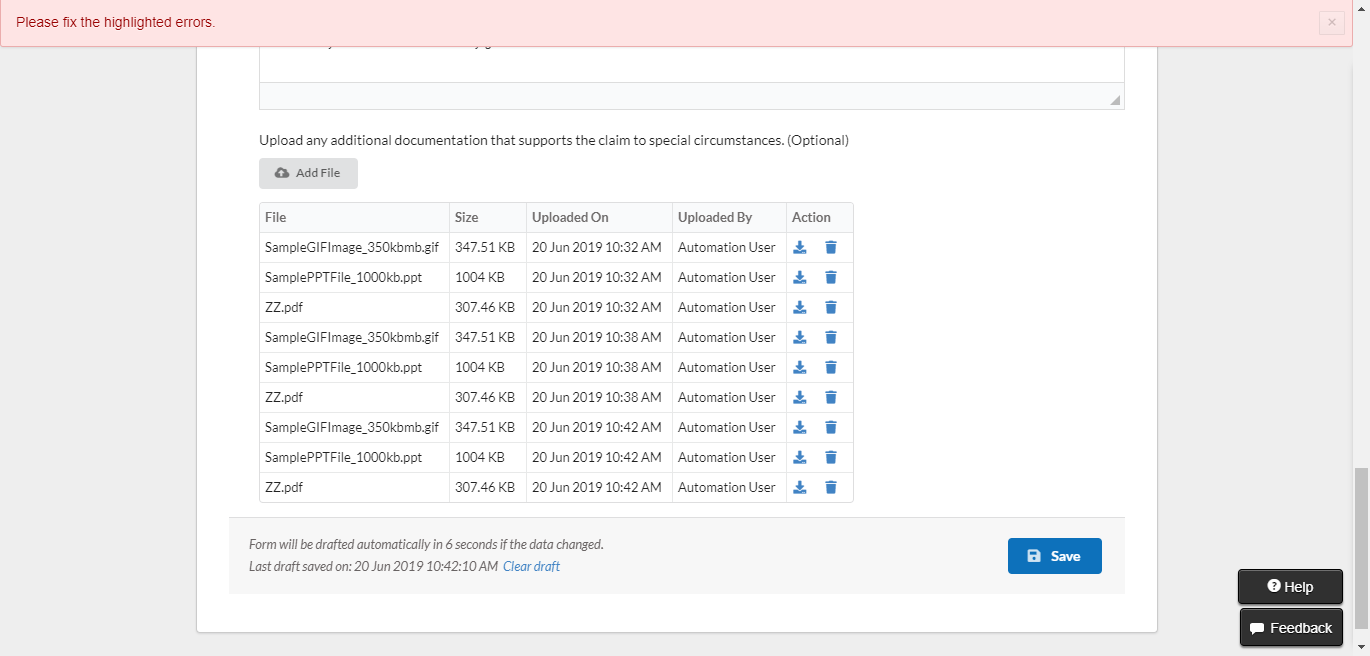 Please fix the highlighted errors.
Upload any additional documentation that supports the claim to special circumstances. (Optional)
Add File
File Size Uploaded On Uploaded By Action
SampleGIFImage_350kbmb.gif 347.51 KB 20 Jun 2019 10:32 AM Automation User
SamplePPTFile_1000kb.ppt 1004 KB 20 Jun 2019 10:32 AM Automation User
ZZ.pdf 307.46 KB 20 Jun 2019 10:32 AM Automation User
SampleGIFImage_350kbmb.gif 347.51 KB 20 Jun 2019 10:38 AM Automation User
SamplePPTFile_1000kb.ppt 1004 KB 20 Jun 2019 10:38 AM Automation User
ZZ.pdf 307.46 KB 20 Jun 2019 10:38 AM Automation User
SampleGIFImage_350kbmb.gif 347.51 KB 20 Jun 2019 10:42 AM Automation User
SamplePPTFile_1000kb.ppt 1004 KB 20 Jun 2019 10:42 AM Automation User
ZZ.pdf 307.46 KB 20 Jun 2019 10:42 AM Automation User
Form will be drafted automatically in 6 seconds if the data changed.
Last draft saved on: 20 Jun 2019 10:42:10 AM Clear draft
Save
Help
Feedback